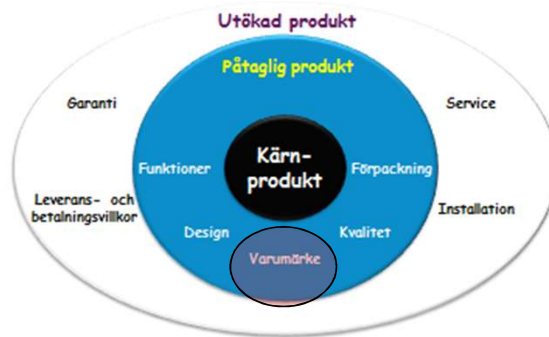 Utökad produkt
Påtaglig produkt
Garanti
Service
Kärn-
produkt
Funktioner
Förpackning
Leverans- och
betalningsvillkor
Installation
Design
Kvalitet
Varumärke